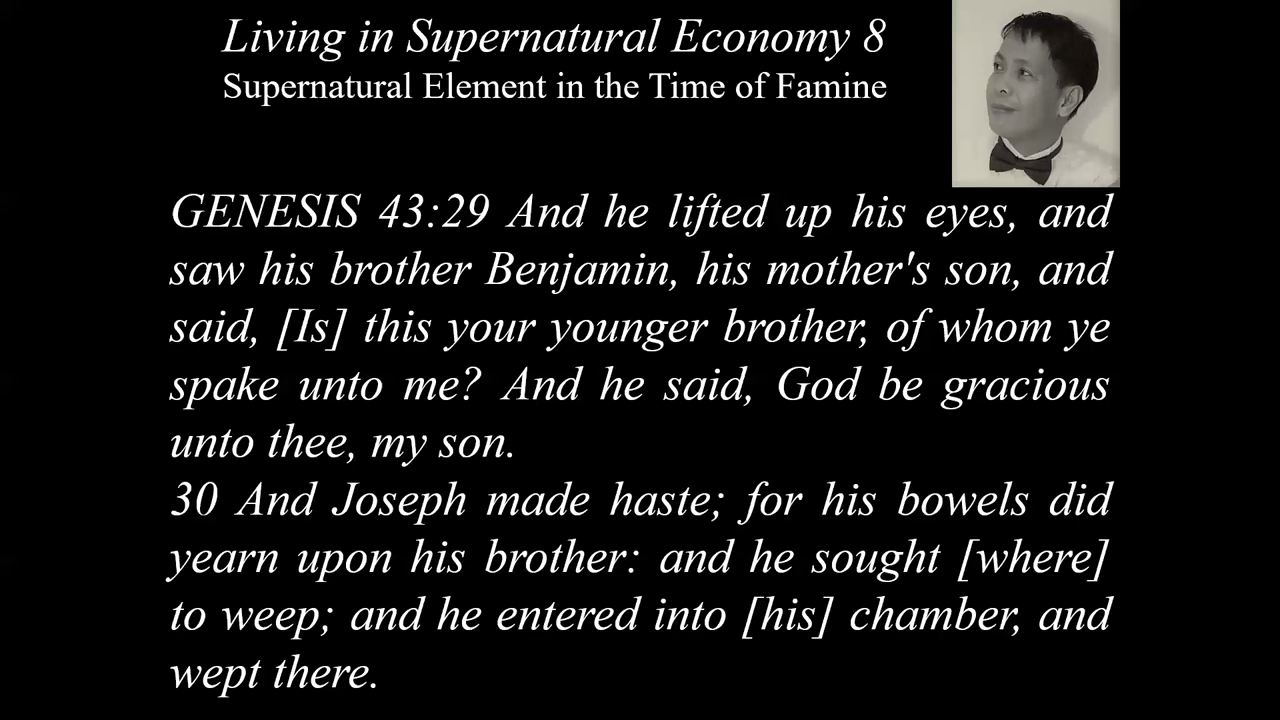 Living in Supernatural Economy 8
Supernatural Element in the Time of Famine
GENESIS 43:29 And he lifted up his eyes, and
saw his brother Benjamin, his mother's son, and
said, [Is] this your younger brother, of whom ye
spake unto me? And he said, God be gracious
unto thee, my son.
30 And Joseph made haste; for his bowels did
yearn upon his brother: and he sought [where]
to weep; and he entered into [his] chamber, and
wept there.